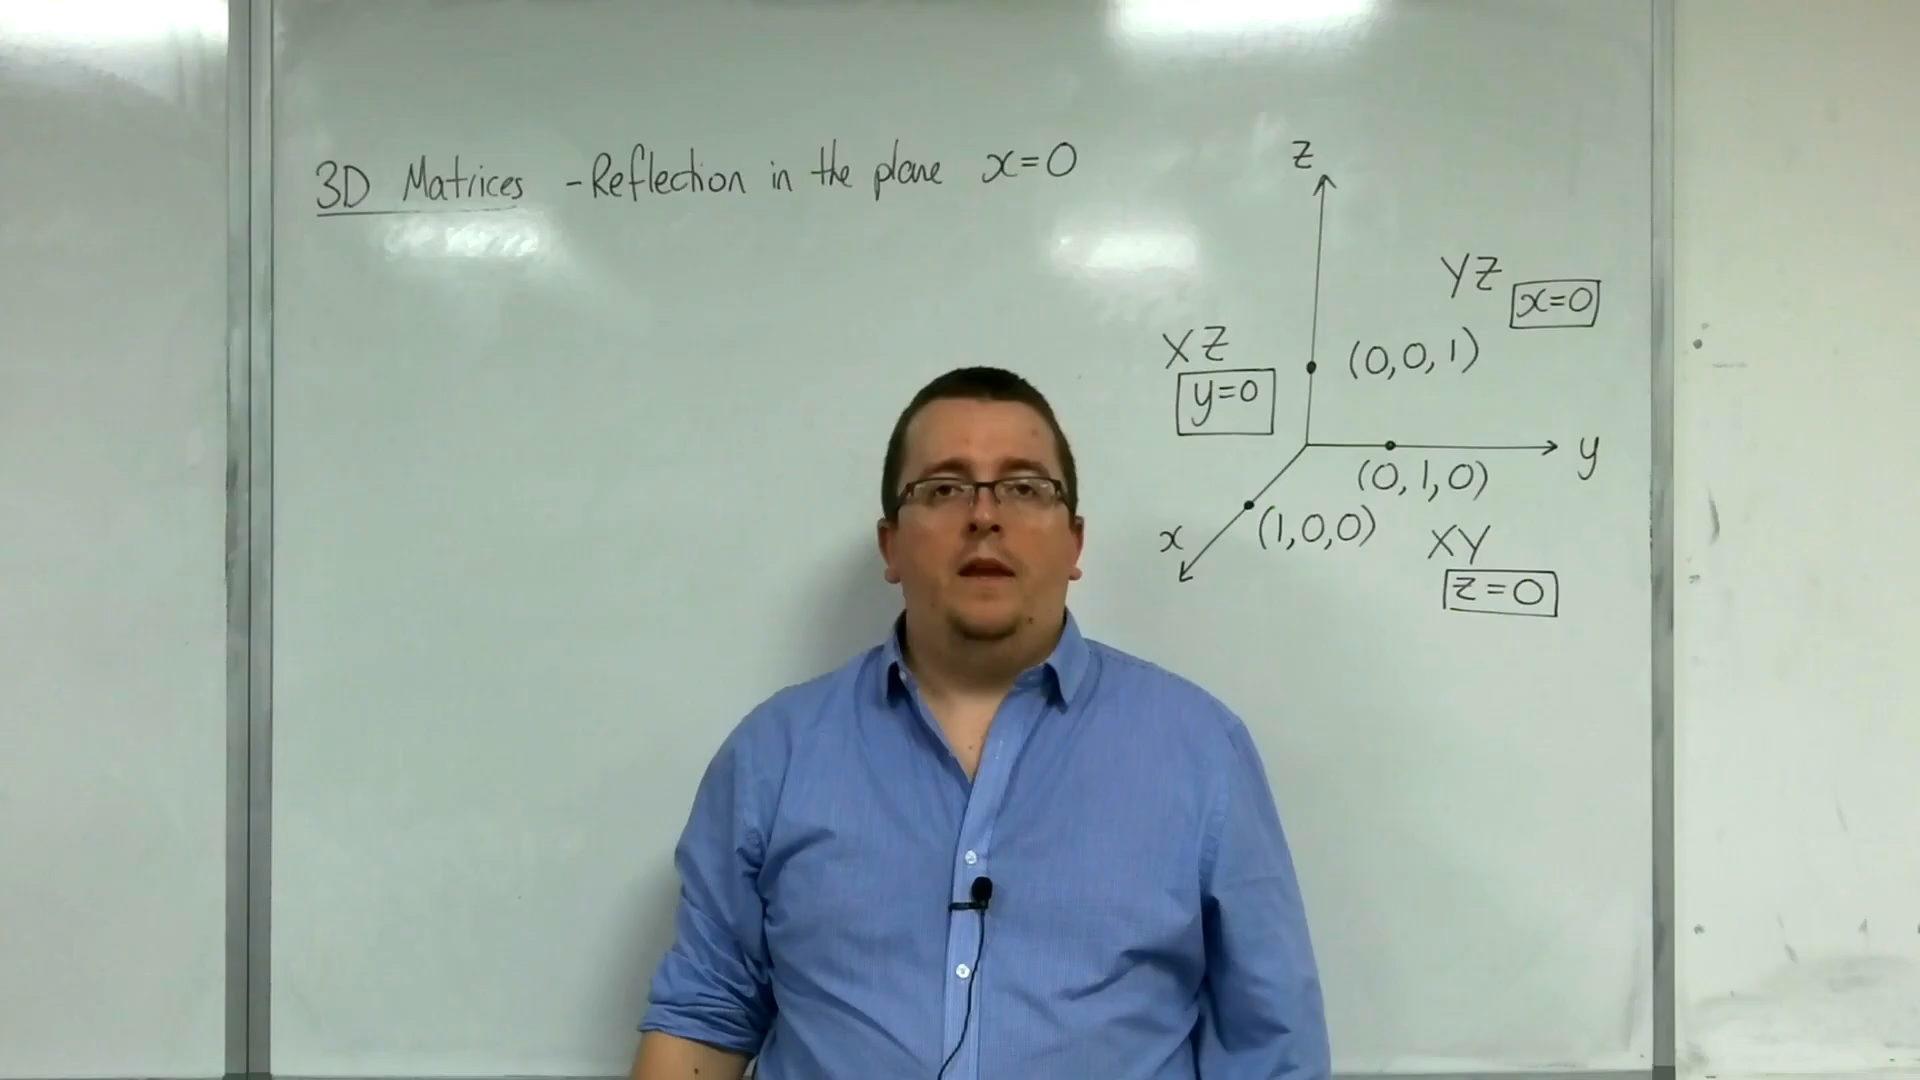 3D Matrices - Reflection in the plane x=0
z
YZ
x=0
XZ
y=0
(0,0,1)
y
(0,1,0)
x
(1,0,0)
XY
z=0